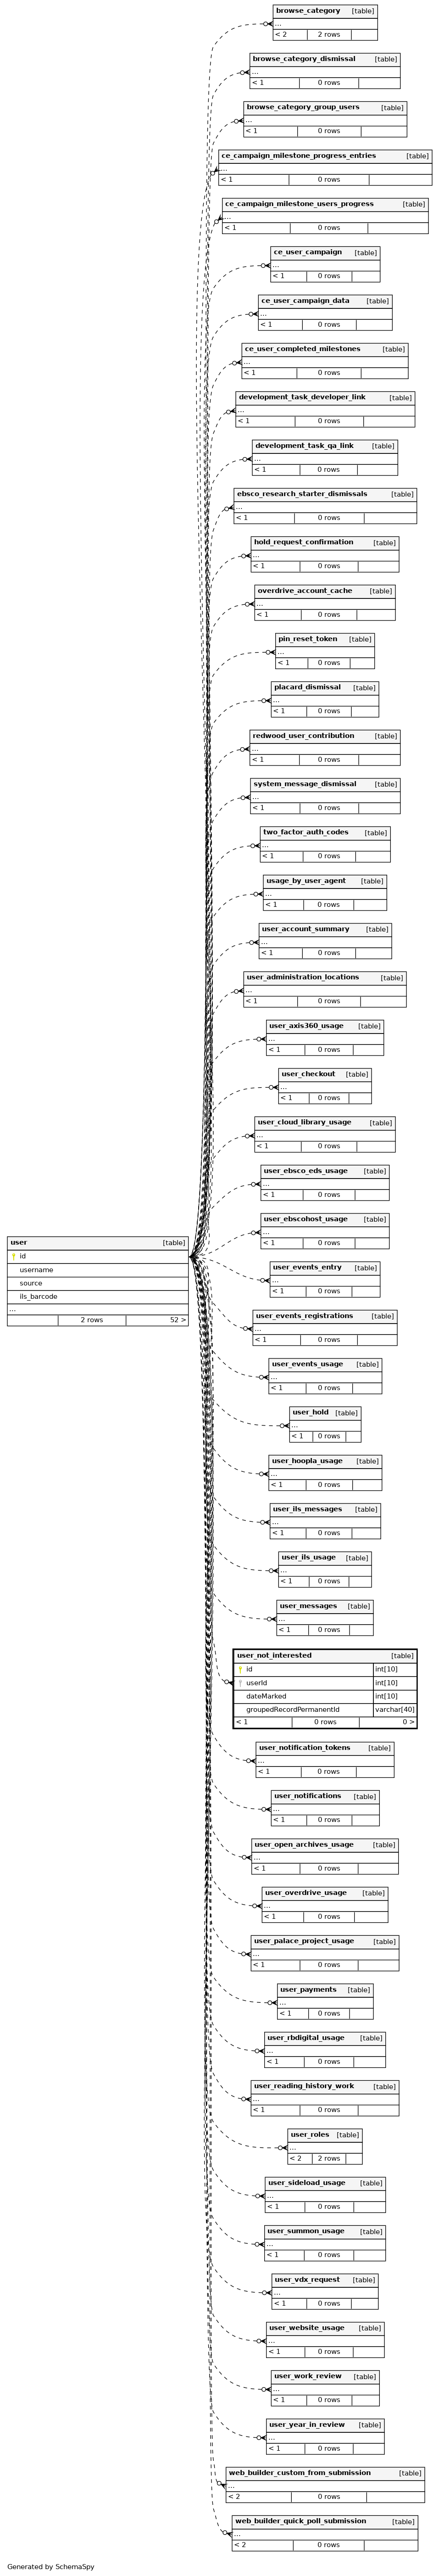 browse_category [table]
...
< 2 2 rows
browse_category_dismissal [table]
...
< 1 0 rows
browse_category_group_users [table]
...
< 1 0 rows
ce_campaign_milestone_progress_entries [table]
...
< 1 0 rows
ce_campaign_milestone_users_progress [table]
...
< 1 0 rows
ce_user_campaign [table]
...
< 1 0 rows
ce_user_campaign_data [table]
...
< 1 0 rows
ce_user_completed_milestones [table]
...
< 1 0 rows
development_task_developer_link [table]
...
< 1 0 rows
development_task_qa_link [table]
...
< 1 0 rows
ebsco_research_starter_dismissals [table]
...
< 1 0 rows
hold_request_confirmation [table]
...
< 1 0 rows
overdrive_account_cache [table]
...
< 1 0 rows
pin_reset_token [table]
...
< 1 0 rows
placard_dismissal [table]
...
< 1 0 rows
redwood_user_contribution [table]
...
< 1 0 rows
system_message_dismissal [table]
...
< 1 0 rows
two_factor_auth_codes [table]
...
< 1 0 rows
usage_by_user_agent [table]
...
< 1 0 rows
user_account_summary [table]
...
< 1 0 rows
user_administration_locations [table]
...
< 1 0 rows
user_axis360_usage [table]
...
< 1 0 rows
user_checkout [table]
...
< 1 0 rows
user_cloud_library_usage [table]
...
< 1 0 rows
user_ebsco_eds_usage [table]
...
< 1 0 rows
user_ebscohost_usage [table]
...
< 1 0 rows
user [table]
id
username
source
ils_barcode
...
2 rows 52 >
user_events_entry [table]
...
< 1 0 rows
user_events_registrations [table]
...
< 1 0 rows
user_events_usage [table]
...
< 1 0 rows
user_hold [table]
...
< 1 0 rows
user_hoopla_usage [table]
...
< 1 0 rows
user_ils_messages [table]
...
< 1 0 rows
user_ils_usage [table]
...
< 1 0 rows
user_messages [table]
...
< 1 0 rows
user_not_interested [table]
id int[10]
userId int[10]
dateMarked int[10]
groupedRecordPermanentId varchar[40]
< 1 0 rows 0 >
user_notification_tokens [table]
...
< 1 0 rows
user_notifications [table]
...
< 1 0 rows
user_open_archives_usage [table]
...
< 1 0 rows
user_overdrive_usage [table]
...
< 1 0 rows
user_palace_project_usage [table]
...
< 1 0 rows
user_payments [table]
...
< 1 0 rows
user_rbdigital_usage [table]
...
< 1 0 rows
user_reading_history_work [table]
...
< 1 0 rows
user_roles [table]
...
< 2 2 rows
user_sideload_usage [table]
...
< 1 0 rows
user_summon_usage [table]
...
< 1 0 rows
user_vdx_request [table]
...
< 1 0 rows
user_website_usage [table]
...
< 1 0 rows
user_work_review [table]
...
< 1 0 rows
user_year_in_review [table]
...
< 1 0 rows
web_builder_custom_from_submission [table]
...
< 2 0 rows
web_builder_quick_poll_submission [table]
...
< 2 0 rows
Generated by SchemaSpy